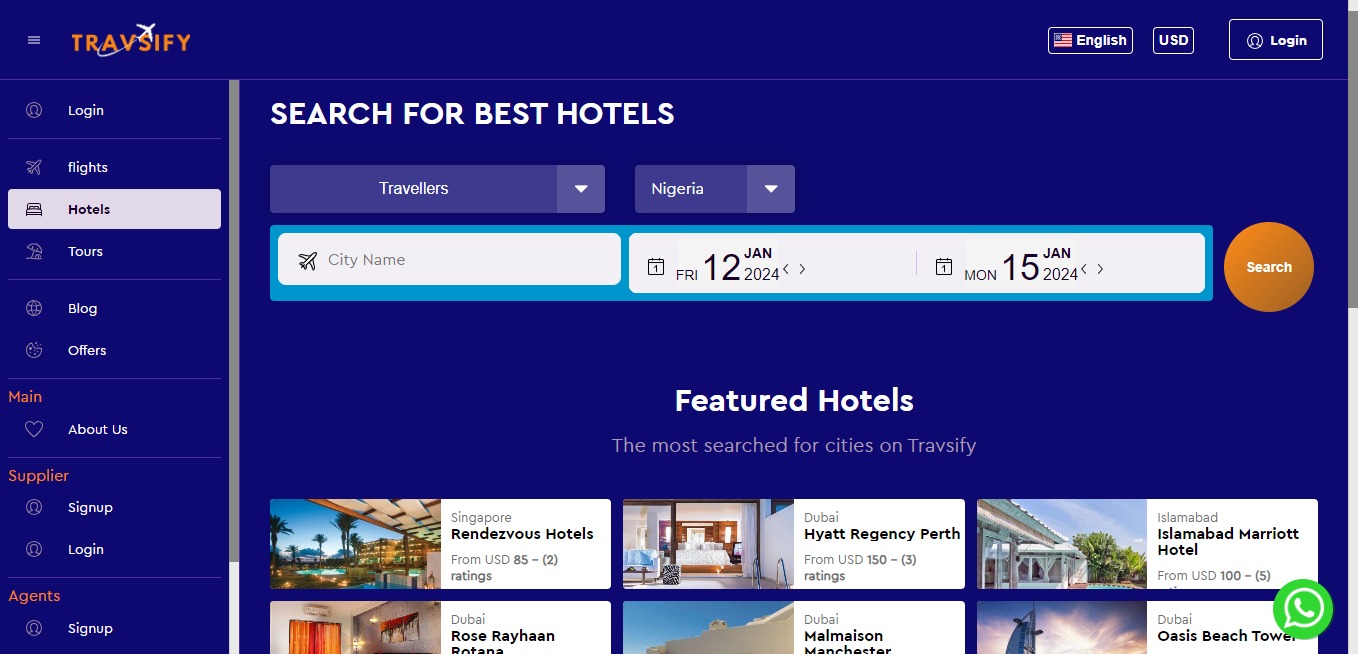 TRAVSIFY
English
USD
Login
Login
flights
Hotels
Tours
Blog
Offers
Main
About Us
Supplier
Signup
Login
Agents
Signup
SEARCH FOR BEST HOTELS
Travellers
Nigeria
City Name
1
FRI 12 JAN 2024
1
MON 15 JAN 2024
Search
Featured Hotels
The most searched for cities on Travsify
Singapore
Rendezvous Hotels
From USD 85 – (2)
ratings
Dubai
Hyatt Regency Perth
From USD 150 – (3)
ratings
Islamabad
Islamabad Marriott
Hotel
From USD 100 – (5)
Dubai
Rose Rayhaan
Rotana
Dubai
Malmaison
Manchester
Dubai
Oasis Beach Tower